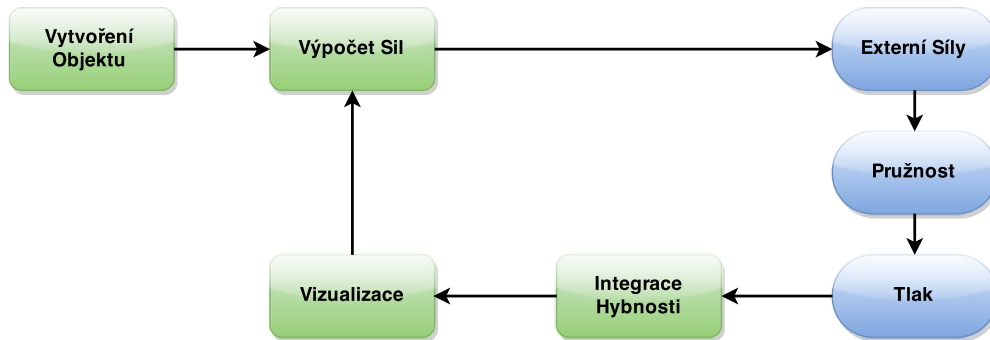 Vytvoření
Objektu
Výpočet Sil
Externí Síly
Pružnost
Vizualizace
Integrace
Hybnosti
Tlak